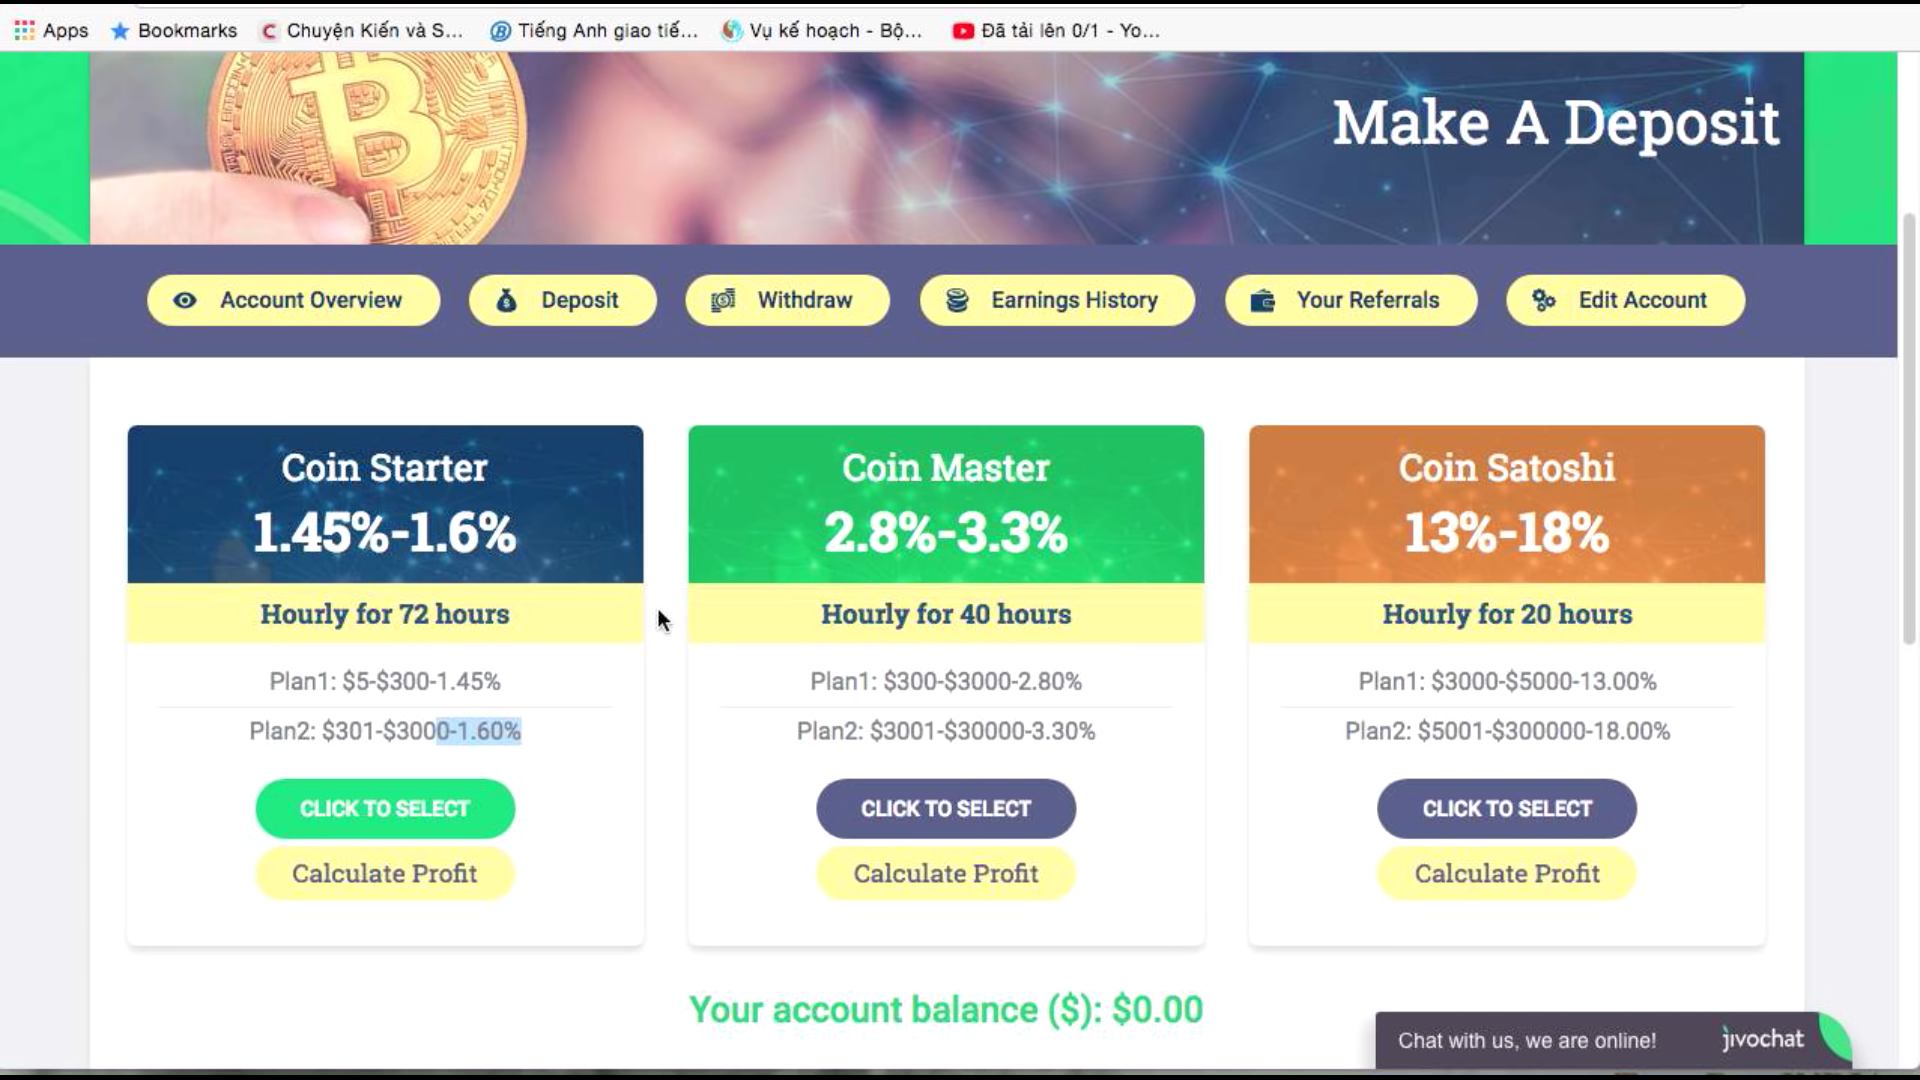 Apps Bookmarks Chuyện Kiến và S... Tiếng Anh giao tiế... Vụ kế hoạch - Bộ... Đã tải lên 0/1 - Yo...
Make A Deposit
Account Overview Deposit Withdraw Earnings History Your Referrals Edit Account
Coin Starter
1.45%-1.6%
Hourly for 72 hours
Plan1: $5-$300-1.45%
Plan2: $301-$3000-1.60%
CLICK TO SELECT
Calculate Profit
Coin Master
2.8%-3.3%
Hourly for 40 hours
Plan1: $300-$3000-2.80%
Plan2: $3001-$30000-3.30%
CLICK TO SELECT
Calculate Profit
Coin Satoshi
13%-18%
Hourly for 20 hours
Plan1: $3000-$5000-13.00%
Plan2: $5001-$300000-18.00%
CLICK TO SELECT
Calculate Profit
Your account balance ($): $0.00
Chat with us, we are online! jivochat